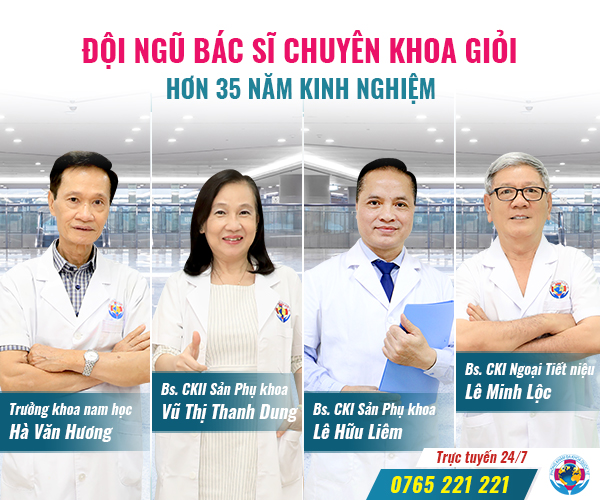 ĐỘI NGŨ BÁC SĨ CHUYÊN KHOA GIỎI
HƠN 35 NĂM KINH NGHIỆM
Trưởng khoa nam học
Hà Văn Hương
Bs. CKII Sản Phụ khoa
Vũ Thị Thanh Dung
Bs. CKI Sản Phụ khoa
Lê Hữu Liêm
Bs. CKI Ngoại Tiết niệu
Lê Minh Lộc
Trực tuyến 24/7
0765 221 221